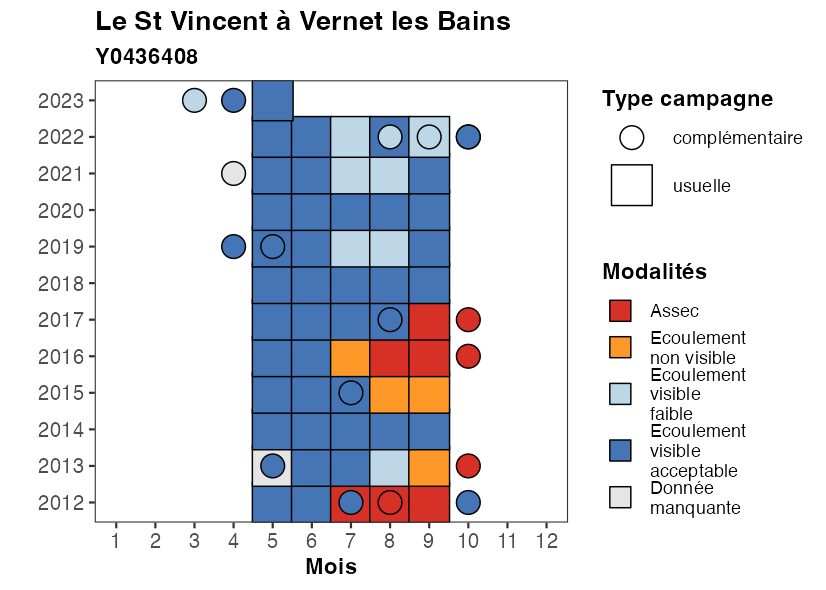 Le St Vincent à Vernet les Bains
Y0436408
2023
2022
2021
2020
2019
2018
2017
2016
2015
2014
2013
2012
1 2 3 4 5 6 7 8 9 10 11 12
Mois
Type campagne
complémentaire
usuelle
Modalités
Assec
Ecoulement
non visible
Ecoulement
visible
faible
Ecoulement
visible
acceptable
Donnée
manquante